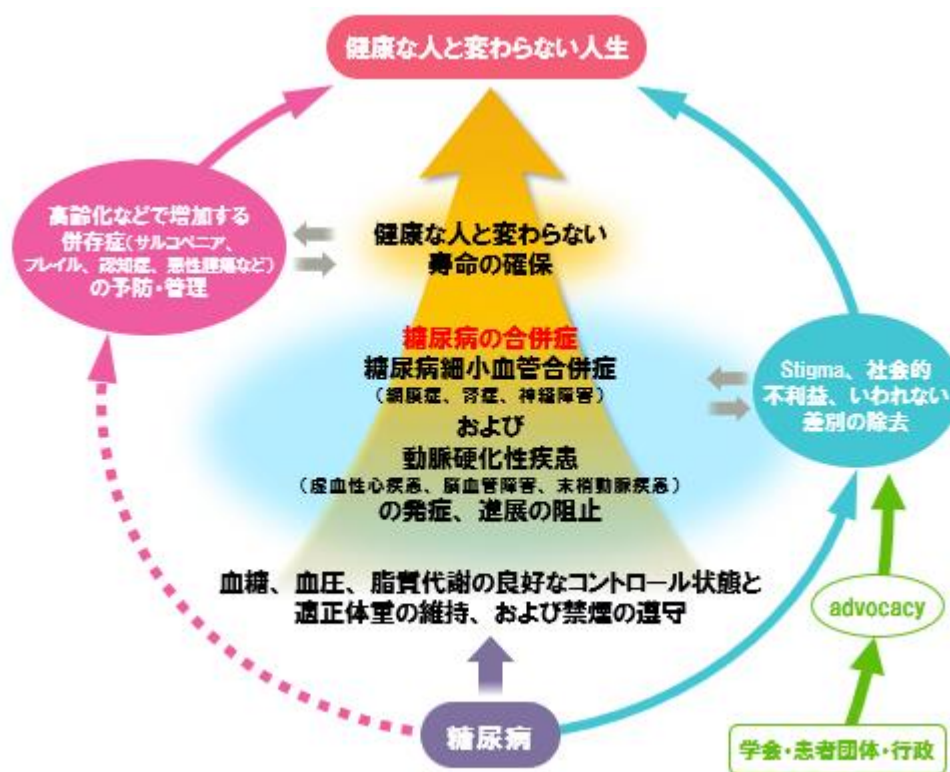 健康な人と変わらない人生
高齢化などで増加する
併存症(サルコペニア、
フレイル、認知症、悪性腫瘍など)
の予防・管理
健康な人と変わらない
寿命の確保
糖尿病の合併症
糖尿病細小血管合併症
(網膜症、腎症、神経障害)
および
動脈硬化性疾患
(虚血性心疾患、脳血管障害、末梢動脈疾患)
の発症、進展の阻止
Stigma、社会的
不利益、いわれない
差別の除去
血糖、血圧、脂質代謝の良好なコントロール状態と
適正体重の維持、および禁煙の遵守
advocacy
糖尿病
学会・患者団体・行政